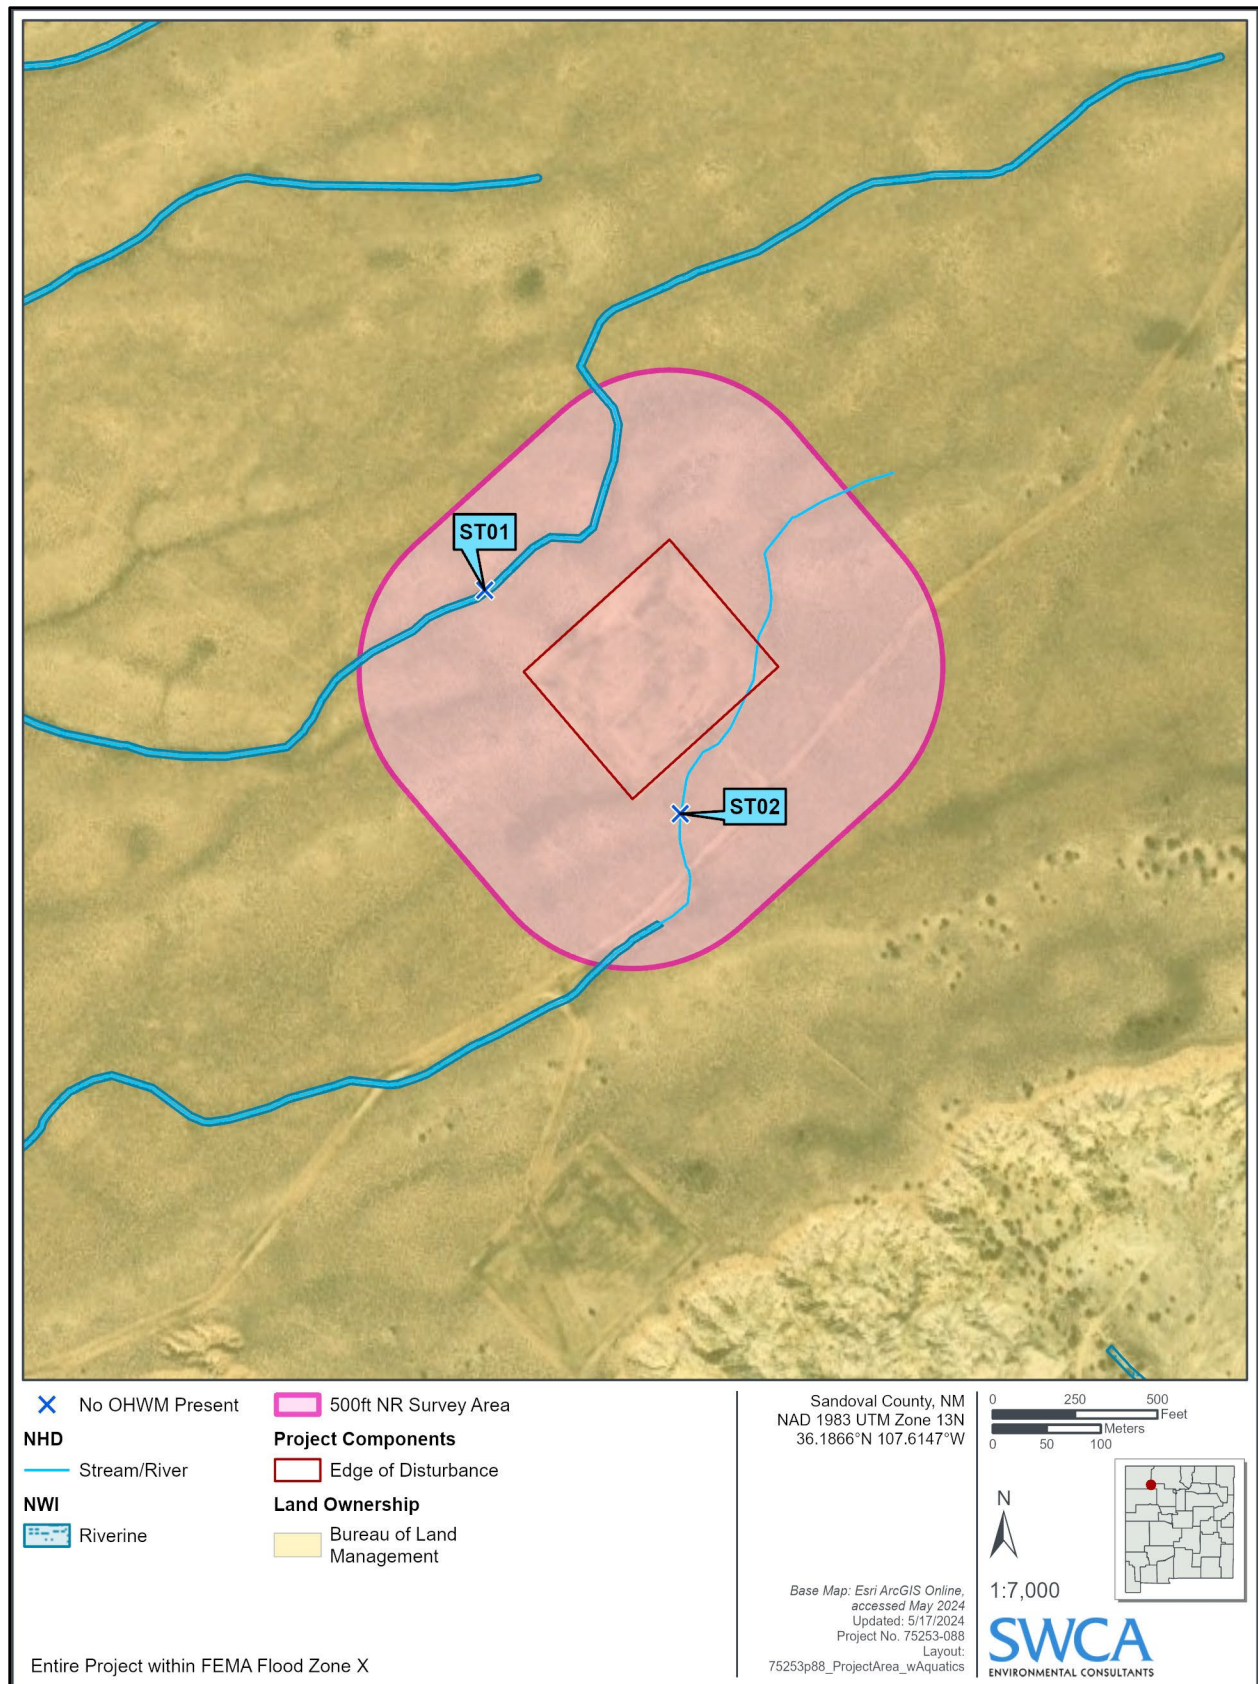 ST01
ST02
No OHWM Present
NHD
Stream/River
NWI
Riverine
500ft NR Survey Area
Project Components
Edge of Disturbance
Land Ownership
Bureau of Land
Management
Entire Project within FEMA Flood Zone X
Sandoval County, NM
NAD 1983 UTM Zone 13N
36.1866°N 107.6147°W
Base Map: Esri ArcGIS Online,
accessed May 2024
Updated: 5/17/2024
Project No. 75253-088
Layout:
75253p88_ProjectArea_wAquatics
0 250 500
Feet
Meters
0 50 100
N
1:7,000
SWCA
ENVIRONMENTAL CONSULTANTS